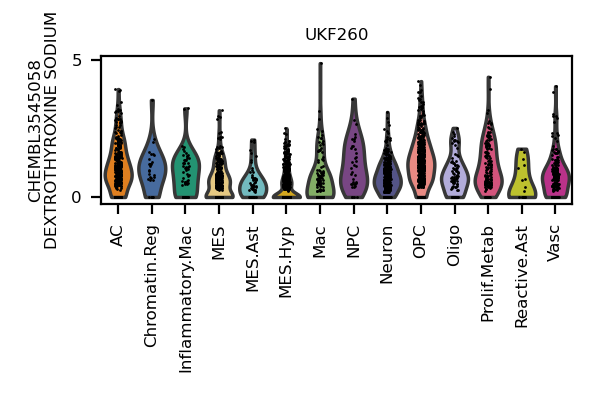 UKF260
CHEMBL3545058
DEXTROTHYROXINE SODIUM
5
0
AC
Chromatin.Reg
Inflammatory.Mac
MES
MES.Ast
MES.Hyp
Mac
NPC
Neuron
OPC
Oligo
Prolif.Metab
Reactive.Ast
Vasc